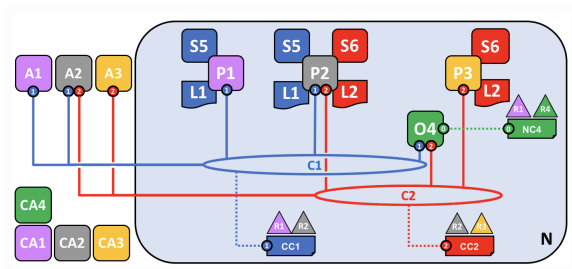 S5 S5 S6 S6
A1 A2 A3 P1 P2 P3
1 1 2 2 L1 1 L1 1 2 L2 2 L2
R1 R4
O4 0 0 NC4
1 2
C1
CA4 C2
R1 R2 R2 R3
CA1 CA2 CA3 1 CC1 2 CC2 N